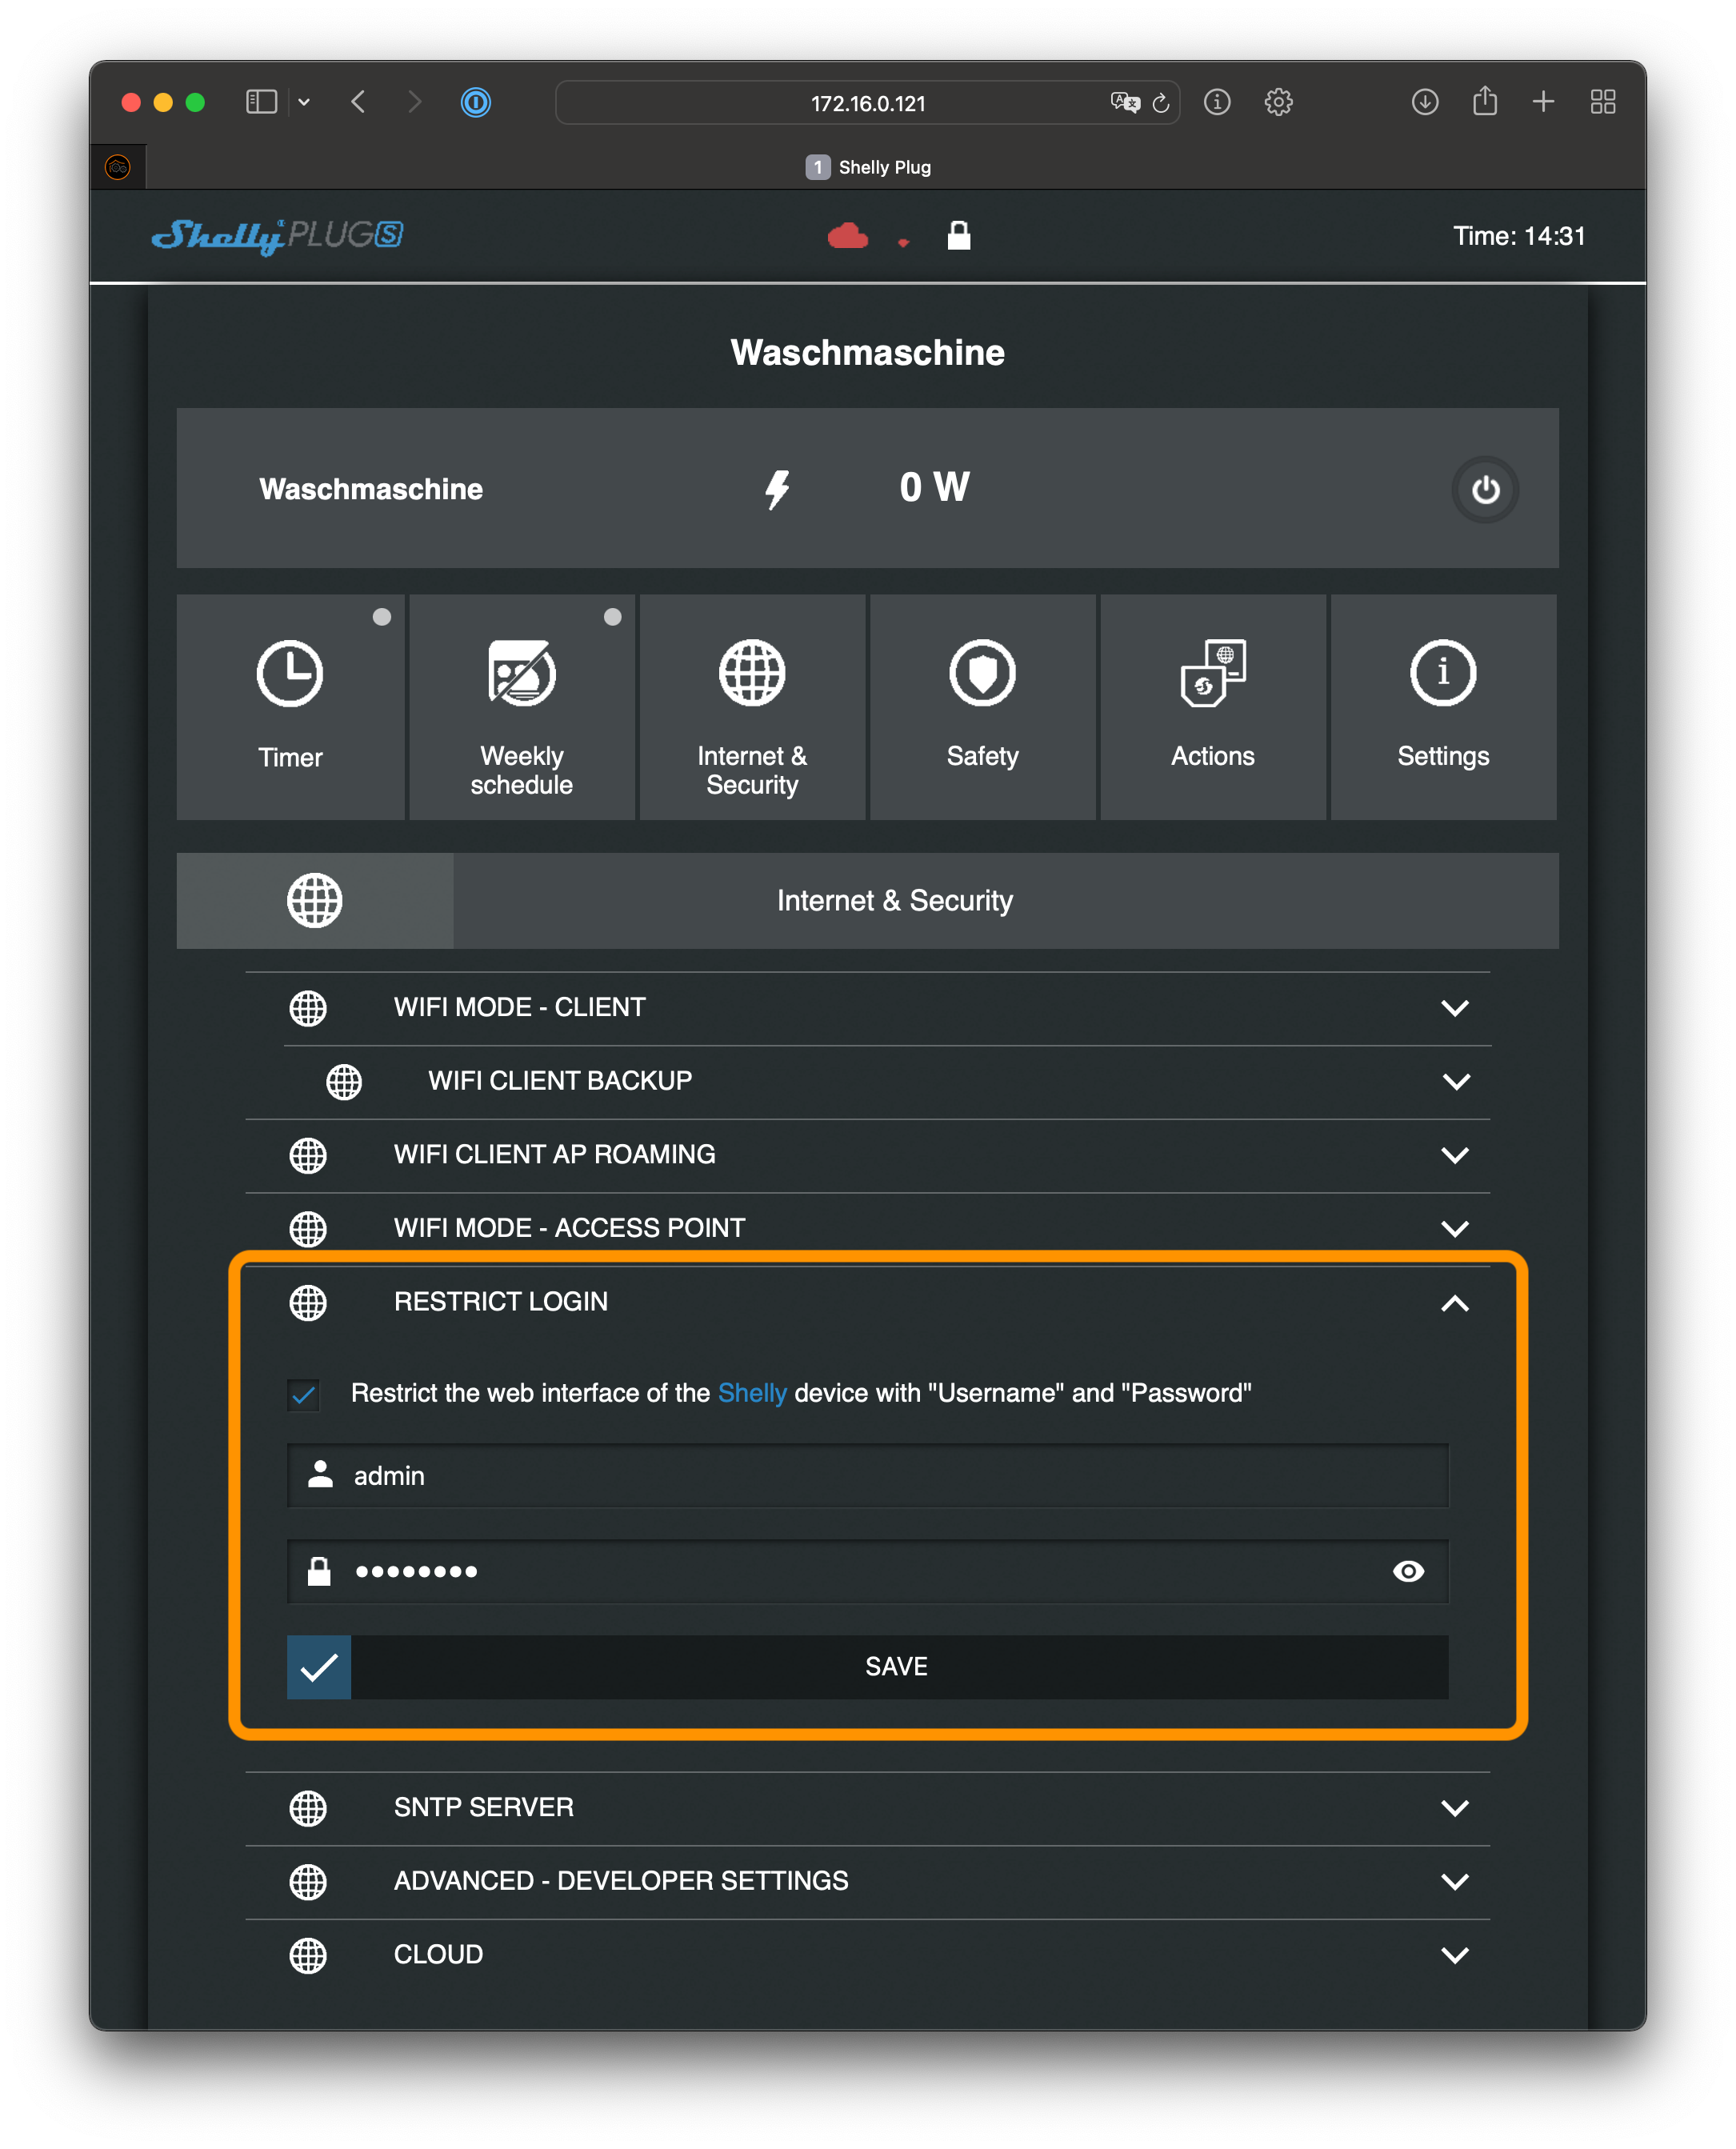 172.16.0.121
1 Shelly Plug
Shelly PLUG S
Time: 14:31
Waschmaschine
Waschmaschine
0 W
Timer
Weekly
schedule
Internet &
Security
Safety
Actions
Settings
Internet & Security
WIFI MODE - CLIENT
WIFI CLIENT BACKUP
WIFI CLIENT AP ROAMING
WIFI MODE - ACCESS POINT
RESTRICT LOGIN
Restrict the web interface of the Shelly device with "Username" and "Password"
admin
••••••••
SAVE
SNTP SERVER
ADVANCED - DEVELOPER SETTINGS
CLOUD